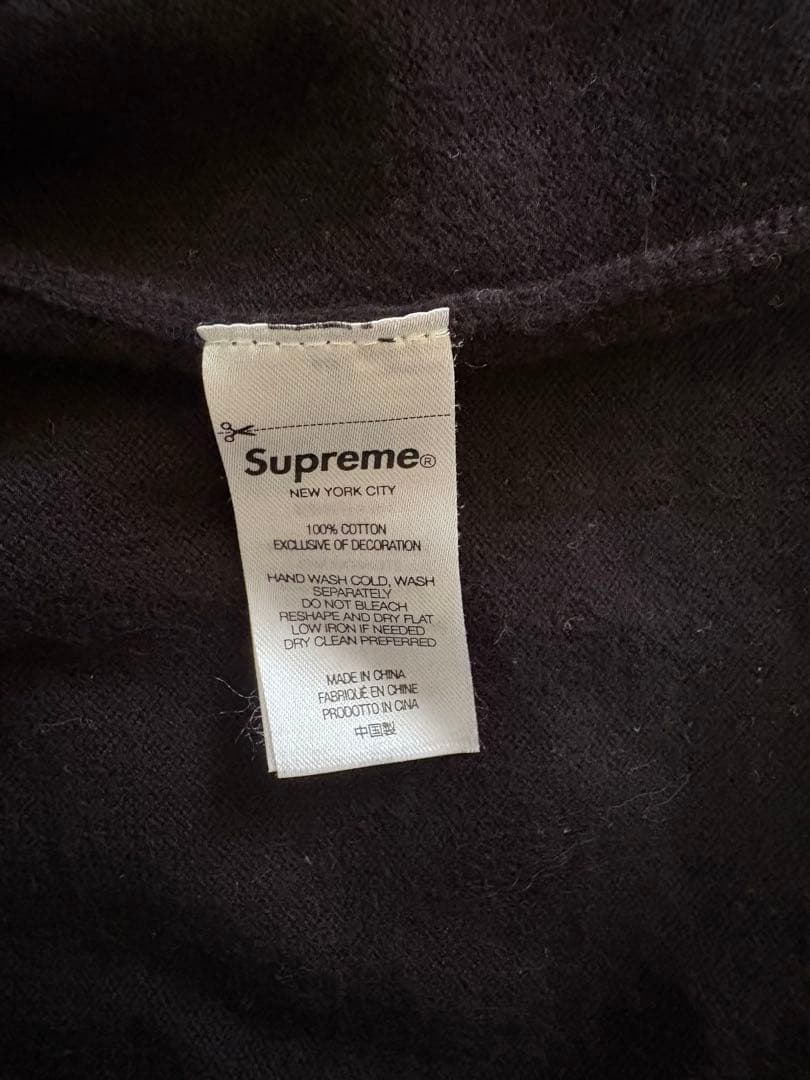 Supreme®
NEW YORK CITY
100% COTTON
EXCLUSIVE OF DECORATION
HAND WASH COLD, WASH
SEPARATELY
DO NOT BLEACH
RESHAPE AND DRY FLAT
LOW IRON IF NEEDED
DRY CLEAN PREFERRED
MADE IN CHINA
FABRIQUÉ EN CHINE
PRODOTTO IN CINA
中国製